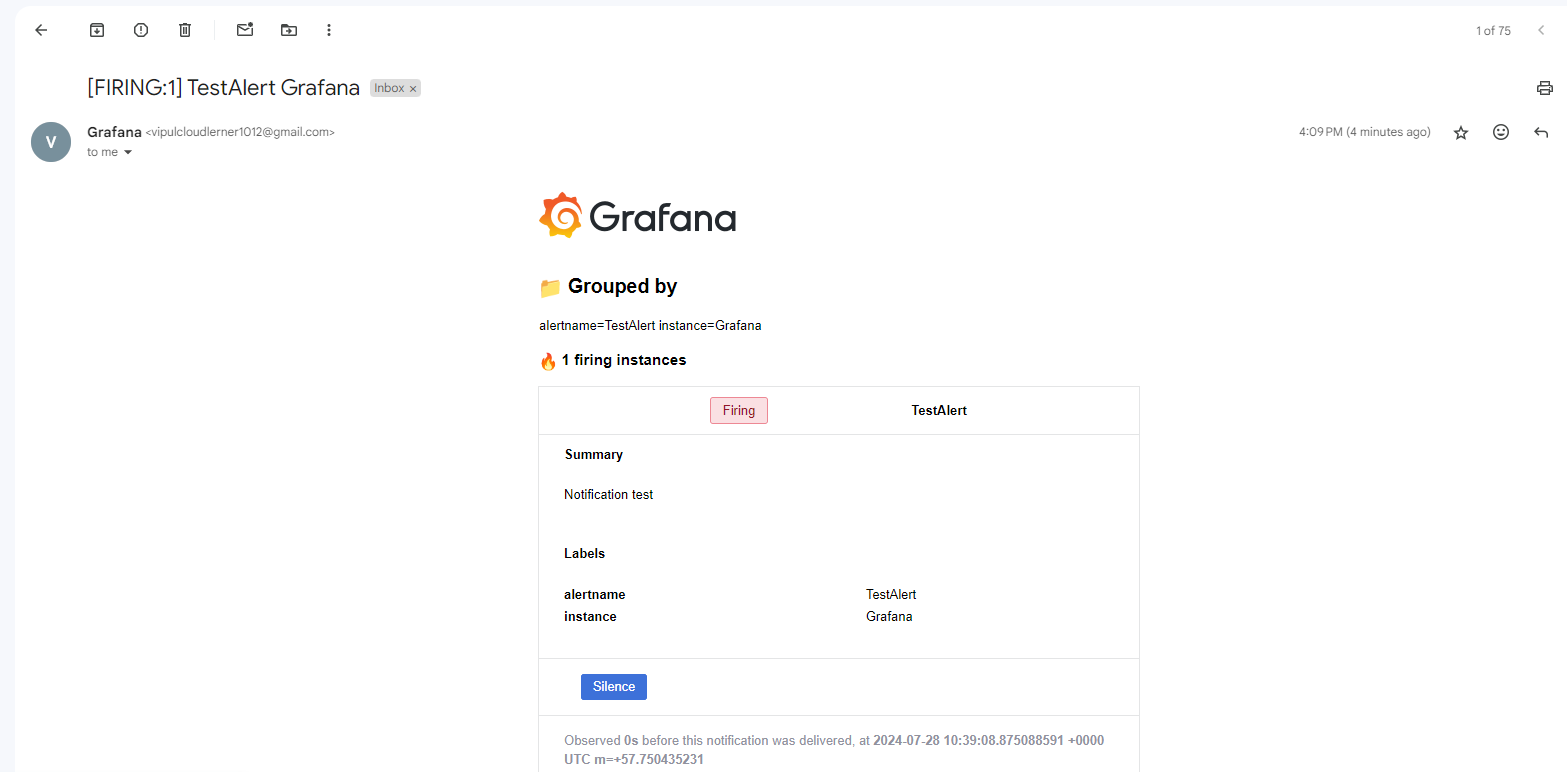 1 of 75
[FIRING:1] TestAlert Grafana Inbox ×
V
Grafana <vipulcloudlerner1012@gmail.com>
4:09 PM (4 minutes ago)
to me
Grafana
Grouped by
alertname=TestAlert instance=Grafana
1 firing instances
Firing TestAlert
Summary
Notification test
Labels
alertname TestAlert
instance Grafana
Silence
Observed 0s before this notification was delivered, at 2024-07-28 10:39:08.875088591 +0000
UTC m=+57.750435231